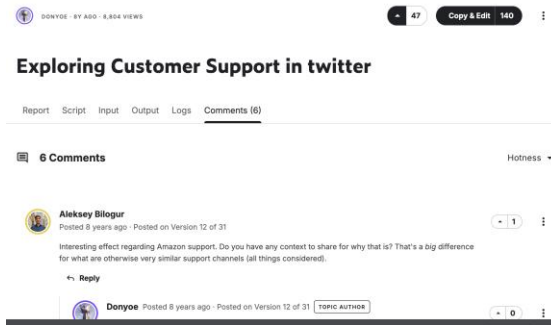 DONYOE · 8Y AGO · 8,804 VIEWS
47
Copy & Edit 140
Exploring Customer Support in twitter
Report Script Input Output Logs Comments (6)
6 Comments
Hotness
Aleksey Bilogur
Posted 8 years ago · Posted on Version 12 of 31
1
Interesting effect regarding Amazon support. Do you have any context to share for why that is? That's a big difference
for what are otherwise very similar support channels (all things considered).
Reply
Donyoe Posted 8 years ago · Posted on Version 12 of 31 TOPIC AUTHOR
0